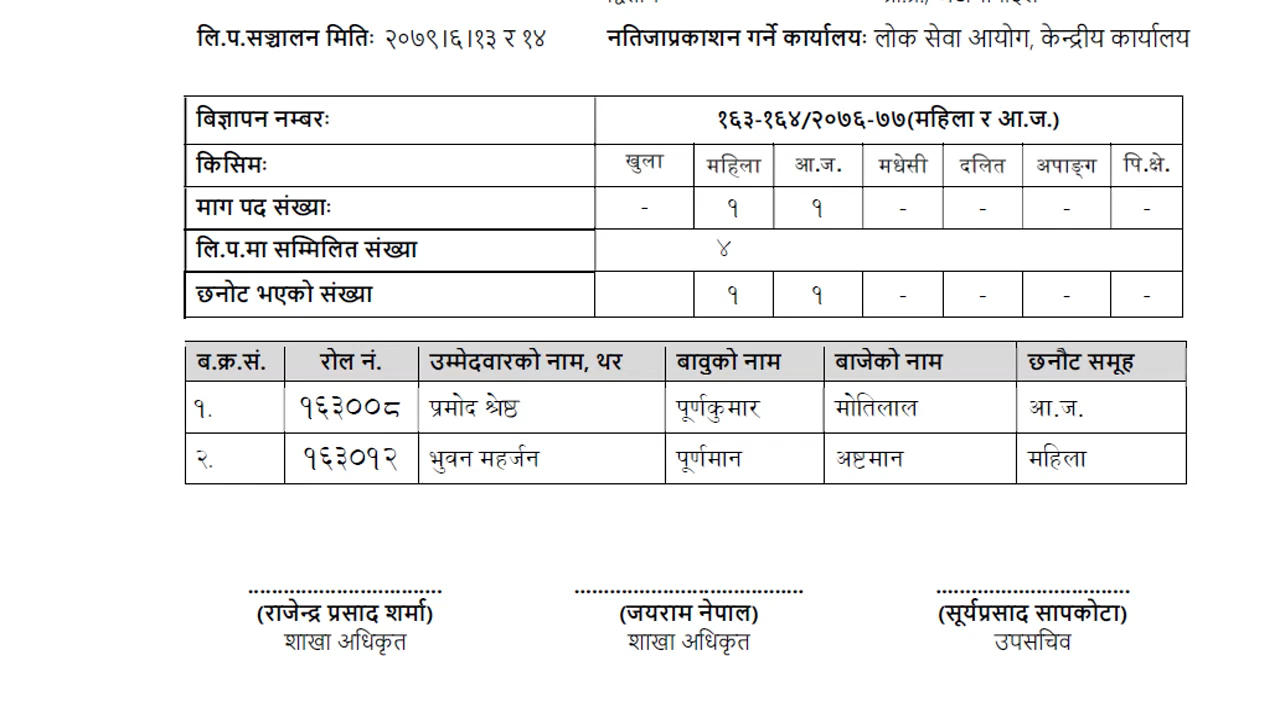 लि.प.सञ्चालन मितिः २०७९।६।१३ र १४ नतिजाप्रकाशन गर्ने कार्यालयः लोक सेवा आयोग, केन्द्रीय कार्यालय
बिज्ञापन नम्बरः १६३-१६४/२०७६-७७(महिला र आ.ज.)
किसिमः खुला महिला आ.ज. मधेसी दलित अपाङ्ग पि.क्षे.
माग पद संख्याः - १ १ - - - -
लि.प.मा सम्मिलित संख्या ४
छनोट भएको संख्या १ १ - - - -
ब.क्र.सं. रोल नं. उम्मेदवारको नाम, थर बावुको नाम बाजेको नाम छनौट समूह
१. १६३००८ प्रमोद श्रेष्ठ पूर्णकुमार मोतिलाल आ.ज.
२. १६३०१२ भुवन महर्जन पूर्णमान अष्टमान महिला
................................. ....................................... .................................
(राजेन्द्र प्रसाद शर्मा) (जयराम नेपाल) (सूर्यप्रसाद सापकोटा)
शाखा अधिकृत शाखा अधिकृत उपसचिव